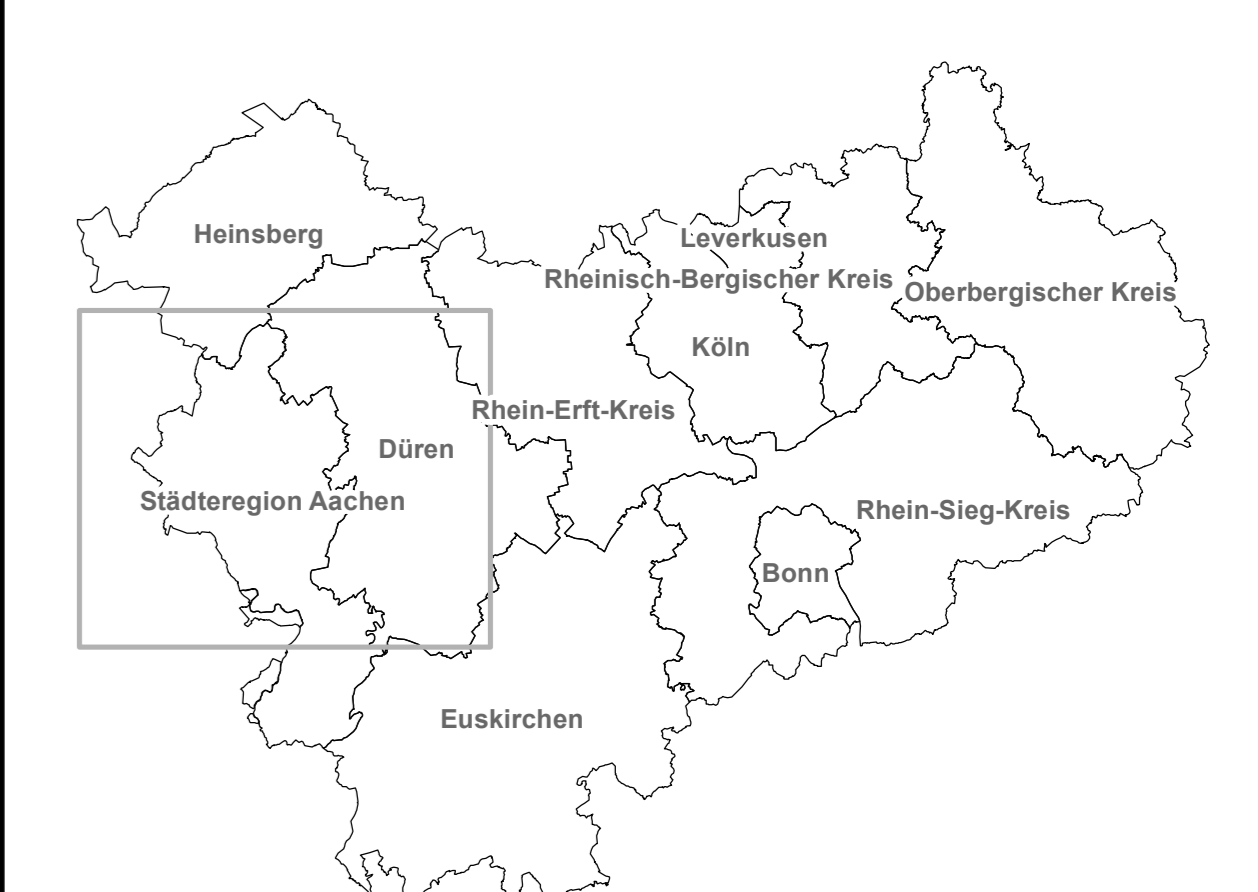 Heinsberg
Leverkusen
Rheinisch-Bergischer Kreis
Oberbergischer Kreis
Köln
Rhein-Erft-Kreis
Düren
Städteregion Aachen
Rhein-Sieg-Kreis
Bonn
Euskirchen